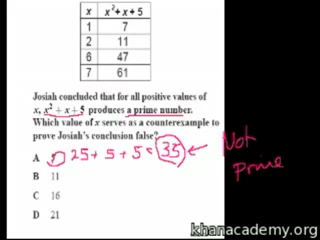 x x² + x + 5
1 7
2 11
6 47
7 61
Josiah concluded that for all positive values of
x, x² + x + 5 produces a prime number.
Which value of x serves as a counterexample to
prove Josiah's conclusion false?
A 5 25 + 5 + 5 = 35 Not
prime
B 11
C 16
D 21
khanacademy.org